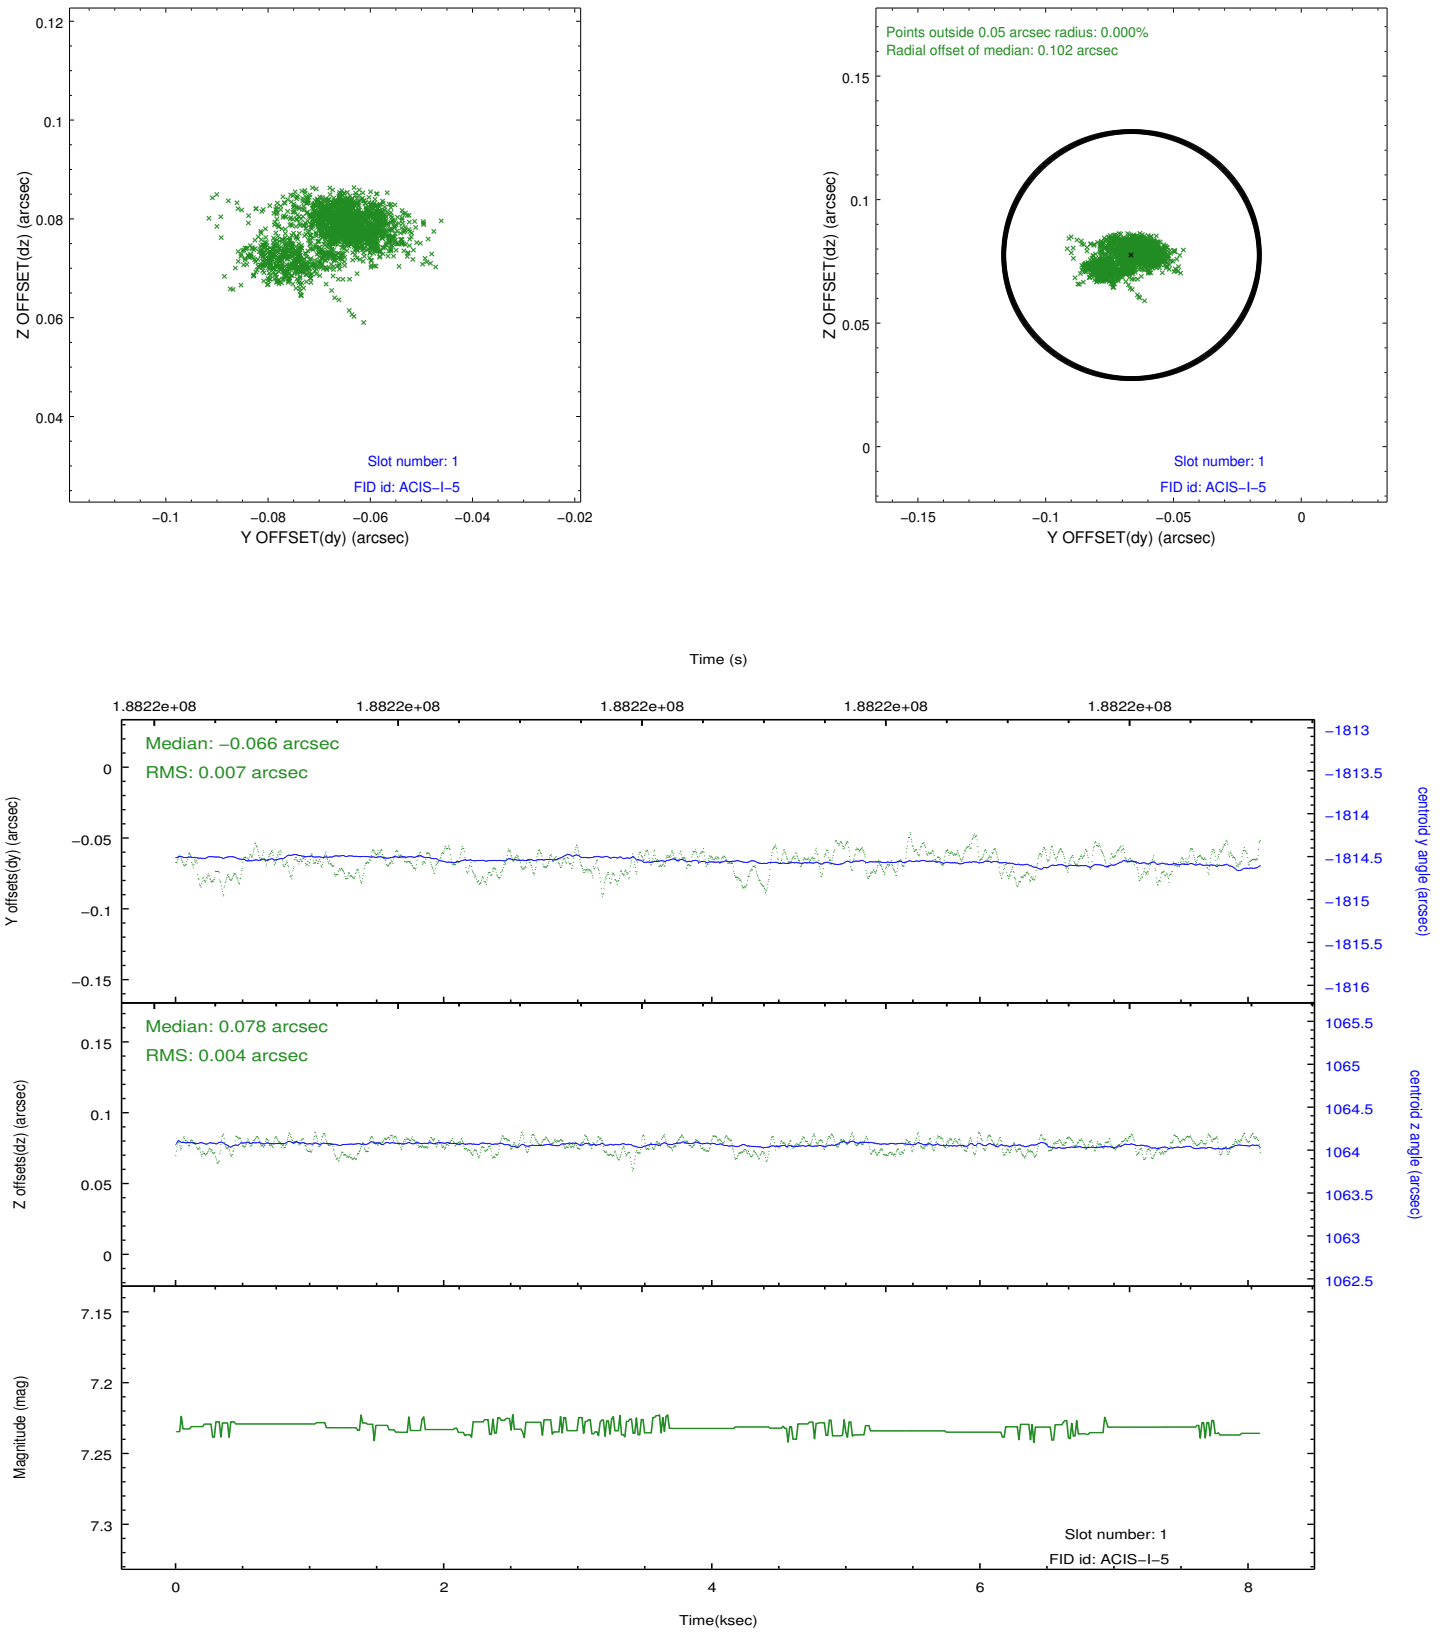 0.12
0.1
0.08
0.06
0.04
Z OFFSET(dz) (arcsec)
Slot number: 1
FID id: ACIS−I−5
−0.1
−0.08
−0.06
−0.04
−0.02
Y OFFSET(dy) (arcsec)
Points outside 0.05 arcsec radius: 0.000%
Radial offset of median: 0.102 arcsec
0.15
0.1
0.05
0
Z OFFSET(dz) (arcsec)
Slot number: 1
FID id: ACIS−I−5
−0.15
−0.1
−0.05
0
Y OFFSET(dy) (arcsec)
Time (s)
1.8822e+08
1.8822e+08
1.8822e+08
1.8822e+08
1.8822e+08
Median: −0.066 arcsec
RMS: 0.007 arcsec
0
−0.05
−0.1
−0.15
Y offsets(dy) (arcsec)
−1813
−1813.5
−1814
−1814.5
−1815
−1815.5
−1816
centroid y angle (arcsec)
Median: 0.078 arcsec
RMS: 0.004 arcsec
0.15
0.1
0.05
0
Z offsets(dz) (arcsec)
1065.5
1065
1064.5
1064
1063.5
1063
1062.5
centroid z angle (arcsec)
7.15
7.2
7.25
7.3
Magnitude (mag)
Slot number: 1
FID id: ACIS−I−5
0
2
4
6
8
Time(ksec)